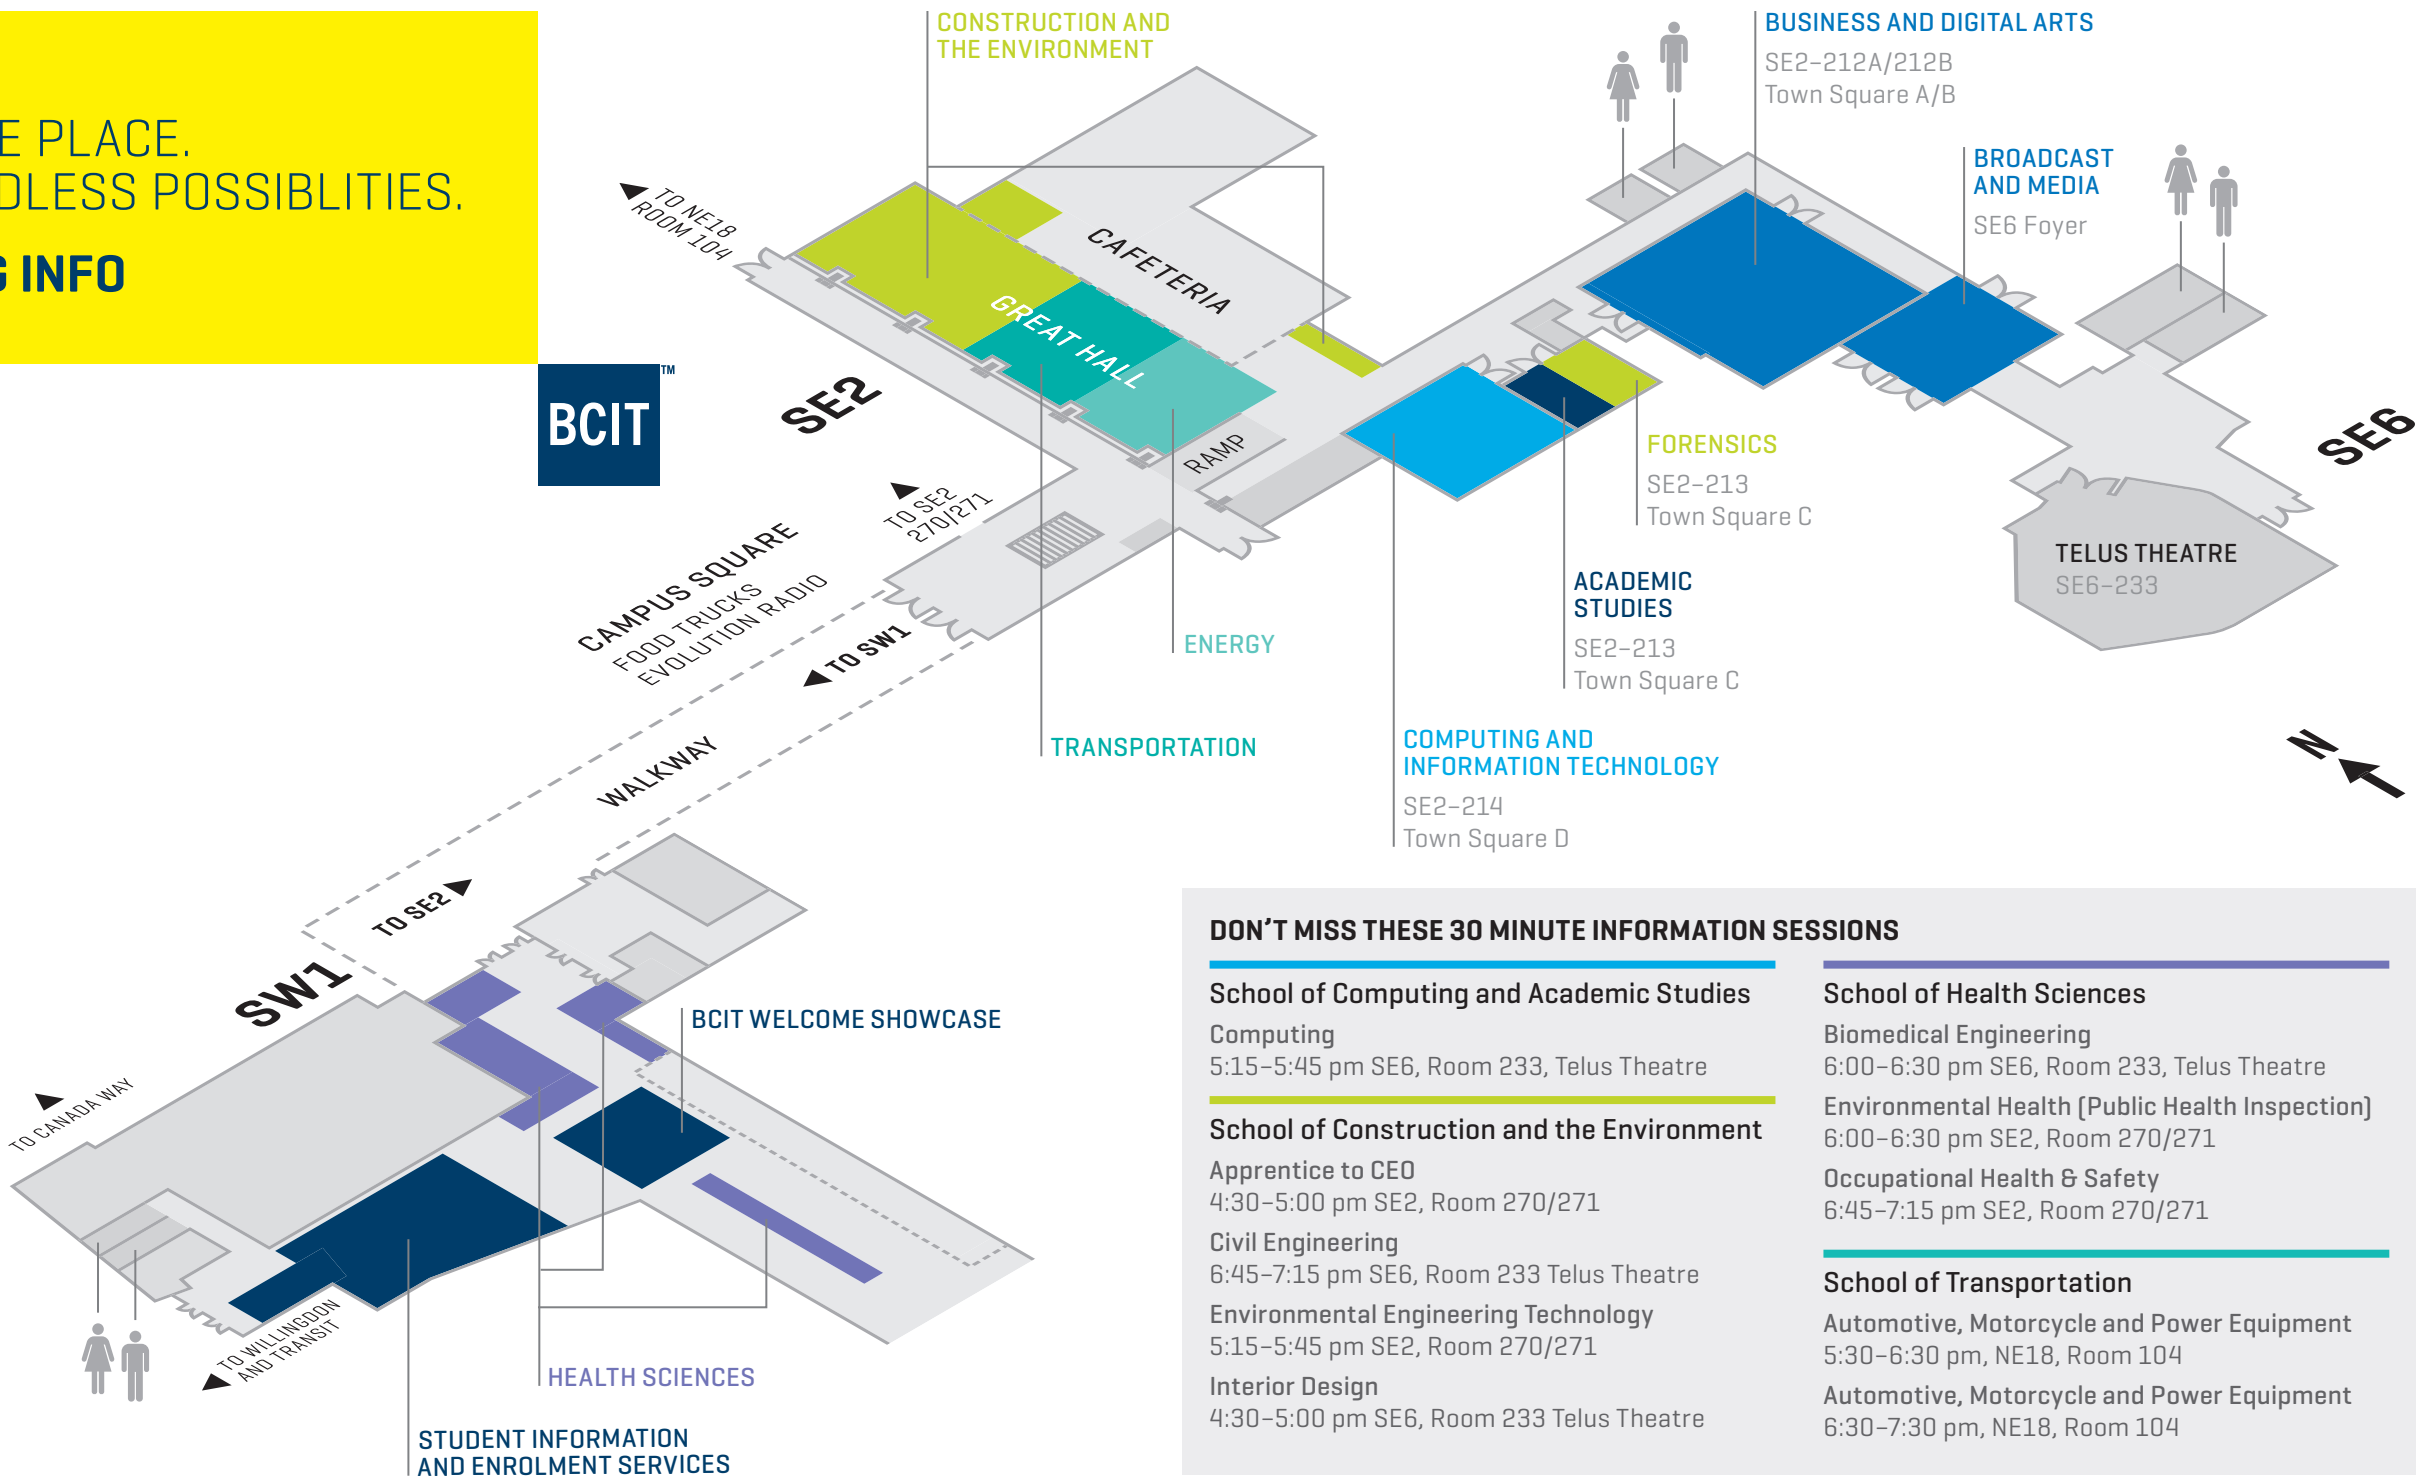 E PLACE.
DLESS POSSIBLITIES.
G INFO
BCIT
TM
CONSTRUCTION AND
THE ENVIRONMENT
BUSINESS AND DIGITAL ARTS
SE2–212A/212B
Town Square A/B
BROADCAST
AND MEDIA
SE6 Foyer
TO NE18
ROOM 104
CAFETERIA
GREAT HALL
SE2
RAMP
TO SE2
270/271
SE6
FORENSICS
SE2–213
Town Square C
TELUS THEATRE
SE6–233
ACADEMIC
STUDIES
SE2–213
Town Square C
CAMPUS SQUARE
FOOD TRUCKS
EVOLUTION RADIO
TO SW1
ENERGY
TRANSPORTATION
COMPUTING AND
INFORMATION TECHNOLOGY
SE2–214
Town Square D
N
WALKWAY
TO SE2
SW1
BCIT WELCOME SHOWCASE
TO CANADA WAY
TO WILLINGDON
AND TRANSIT
HEALTH SCIENCES
STUDENT INFORMATION
AND ENROLMENT SERVICES
DON'T MISS THESE 30 MINUTE INFORMATION SESSIONS
School of Computing and Academic Studies
Computing
5:15–5:45 pm SE6, Room 233, Telus Theatre
School of Construction and the Environment
Apprentice to CEO
4:30–5:00 pm SE2, Room 270/271
Civil Engineering
6:45–7:15 pm SE6, Room 233 Telus Theatre
Environmental Engineering Technology
5:15–5:45 pm SE2, Room 270/271
Interior Design
4:30–5:00 pm SE6, Room 233 Telus Theatre
School of Health Sciences
Biomedical Engineering
6:00–6:30 pm SE6, Room 233, Telus Theatre
Environmental Health (Public Health Inspection)
6:00–6:30 pm SE2, Room 270/271
Occupational Health & Safety
6:45–7:15 pm SE2, Room 270/271
School of Transportation
Automotive, Motorcycle and Power Equipment
5:30–6:30 pm, NE18, Room 104
Automotive, Motorcycle and Power Equipment
6:30–7:30 pm, NE18, Room 104